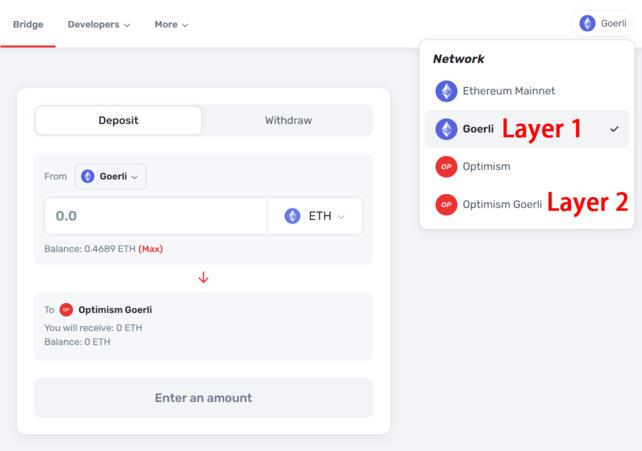 Bridge
Developers
More
Goerli
Network
Ethereum Mainnet
Goerli Layer 1
OP Optimism
OP Optimism Goerli Layer 2
Deposit
Withdraw
From Goerli
0.0 ETH
Balance: 0.4689 ETH (Max)
To OP Optimism Goerli
You will receive: 0 ETH
Balance: 0 ETH
Enter an amount